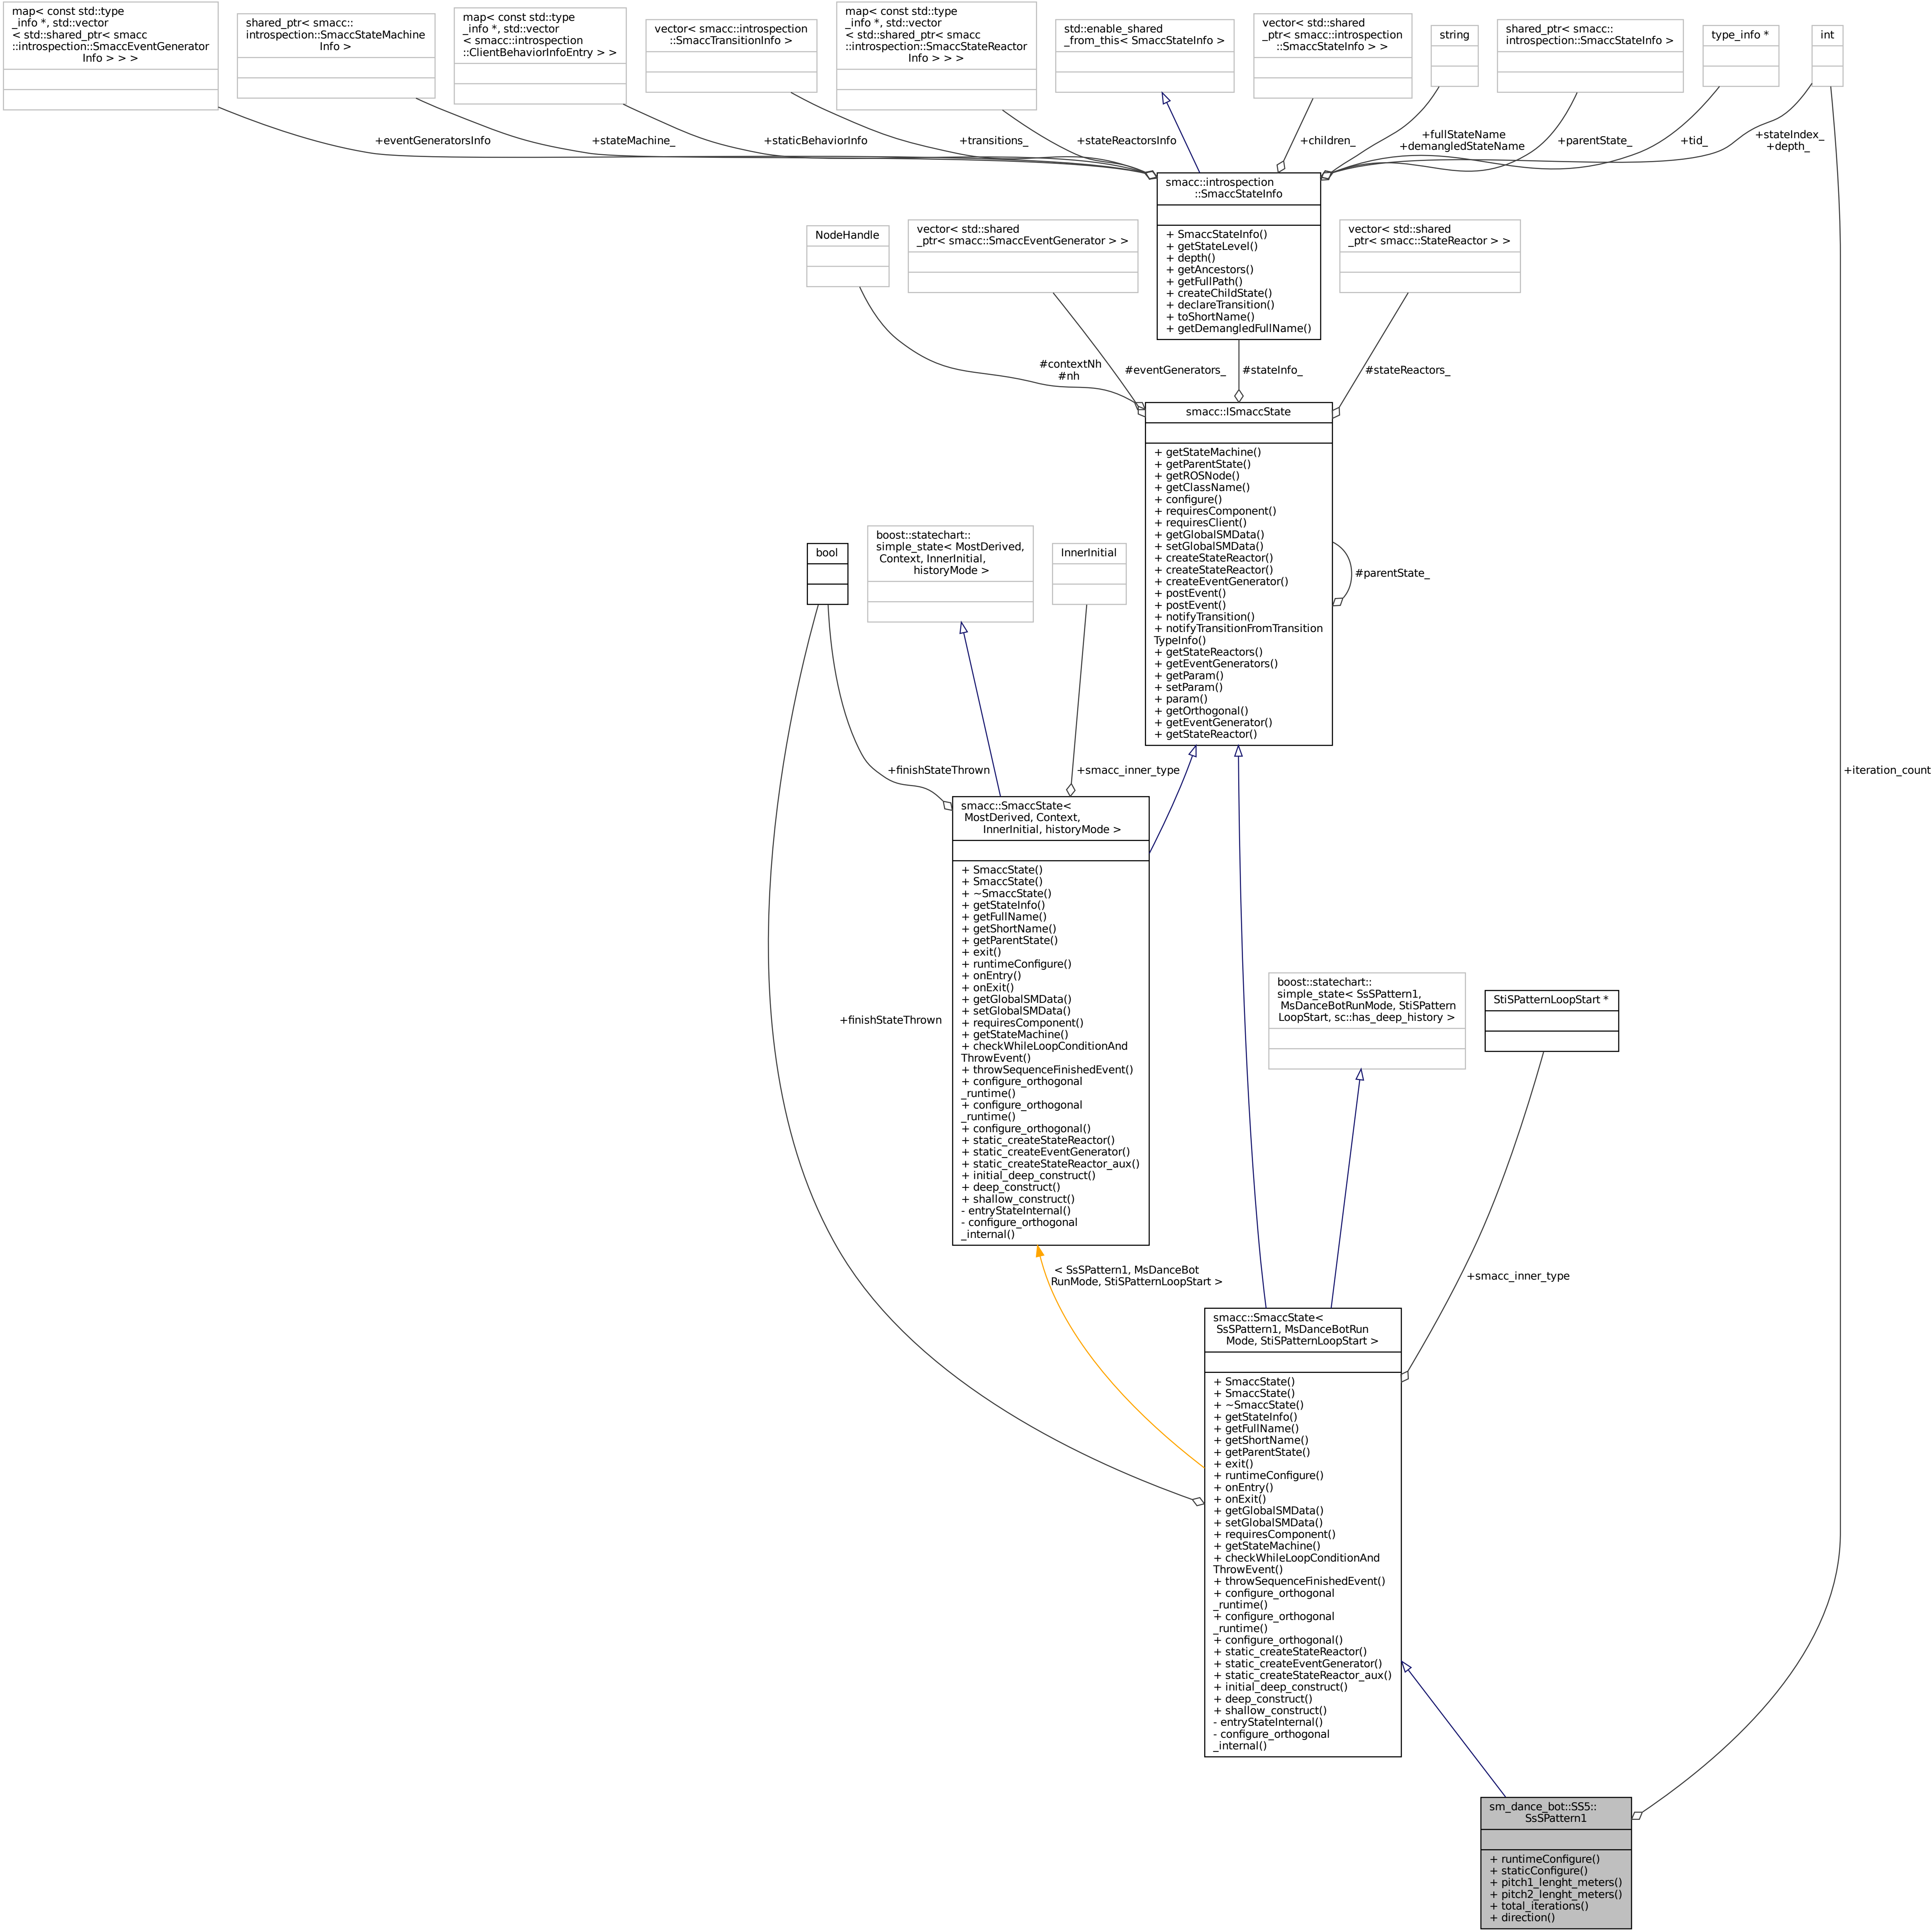 map< const std::type
_info *, std::vector
< std::shared_ptr< smacc
::introspection::SmaccEventGenerator
Info > > >
shared_ptr< smacc::
introspection::SmaccStateMachine
Info >
map< const std::type
_info *, std::vector
< smacc::introspection
::ClientBehaviorInfoEntry > >
vector< smacc::introspection
::SmaccTransitionInfo >
map< const std::type
_info *, std::vector
< std::shared_ptr< smacc
::introspection::SmaccStateReactor
Info > > >
std::enable_shared
_from_this< SmaccStateInfo >
vector< std::shared
_ptr< smacc::introspection
::SmaccStateInfo > >
string
shared_ptr< smacc::
introspection::SmaccStateInfo >
type_info *
int
+eventGeneratorsInfo
+stateMachine_
+staticBehaviorInfo
+transitions_
+stateReactorsInfo
+children_
+fullStateName
+demangledStateName
+parentState_
+tid_
+stateIndex_
+depth_
smacc::introspection
::SmaccStateInfo
+ SmaccStateInfo()
+ getStateLevel()
+ depth()
+ getAncestors()
+ getFullPath()
+ createChildState()
+ declareTransition()
+ toShortName()
+ getDemangledFullName()
NodeHandle
vector< std::shared
_ptr< smacc::SmaccEventGenerator > >
vector< std::shared
_ptr< smacc::StateReactor > >
#contextNh
#nh
#eventGenerators_
#stateInfo_
#stateReactors_
smacc::ISmaccState
+ getStateMachine()
+ getParentState()
+ getROSNode()
+ getClassName()
+ configure()
+ requiresComponent()
+ requiresClient()
+ getGlobalSMData()
+ setGlobalSMData()
+ createStateReactor()
+ createStateReactor()
+ createEventGenerator()
+ postEvent()
+ postEvent()
+ notifyTransition()
+ notifyTransitionFromTransition
TypeInfo()
+ getStateReactors()
+ getEventGenerators()
+ getParam()
+ setParam()
+ param()
+ getOrthogonal()
+ getEventGenerator()
+ getStateReactor()
#parentState_
bool
boost::statechart::
simple_state< MostDerived,
Context, InnerInitial,
historyMode >
InnerInitial
+finishStateThrown
+smacc_inner_type
+iteration_count
smacc::SmaccState<
MostDerived, Context,
InnerInitial, historyMode >
+ SmaccState()
+ SmaccState()
+ ~SmaccState()
+ getStateInfo()
+ getFullName()
+ getShortName()
+ getParentState()
+ exit()
+ runtimeConfigure()
+ onEntry()
+ onExit()
+ getGlobalSMData()
+ setGlobalSMData()
+ requiresComponent()
+ getStateMachine()
+ checkWhileLoopConditionAnd
ThrowEvent()
+ throwSequenceFinishedEvent()
+ configure_orthogonal
_runtime()
+ configure_orthogonal
_runtime()
+ configure_orthogonal()
+ static_createStateReactor()
+ static_createEventGenerator()
+ static_createStateReactor_aux()
+ initial_deep_construct()
+ deep_construct()
+ shallow_construct()
- entryStateInternal()
- configure_orthogonal
_internal()
+finishStateThrown
boost::statechart::
simple_state< SsSPattern1,
MsDanceBotRunMode, StiSPattern
LoopStart, sc::has_deep_history >
StiSPatternLoopStart *
< SsSPattern1, MsDanceBot
RunMode, StiSPatternLoopStart >
+smacc_inner_type
smacc::SmaccState<
SsSPattern1, MsDanceBotRun
Mode, StiSPatternLoopStart >
+ SmaccState()
+ SmaccState()
+ ~SmaccState()
+ getStateInfo()
+ getFullName()
+ getShortName()
+ getParentState()
+ exit()
+ runtimeConfigure()
+ onEntry()
+ onExit()
+ getGlobalSMData()
+ setGlobalSMData()
+ requiresComponent()
+ getStateMachine()
+ checkWhileLoopConditionAnd
ThrowEvent()
+ throwSequenceFinishedEvent()
+ configure_orthogonal
_runtime()
+ configure_orthogonal
_runtime()
+ configure_orthogonal()
+ static_createStateReactor()
+ static_createEventGenerator()
+ static_createStateReactor_aux()
+ initial_deep_construct()
+ deep_construct()
+ shallow_construct()
- entryStateInternal()
- configure_orthogonal
_internal()
sm_dance_bot::SS5::
SsSPattern1
+ runtimeConfigure()
+ staticConfigure()
+ pitch1_lenght_meters()
+ pitch2_lenght_meters()
+ total_iterations()
+ direction()